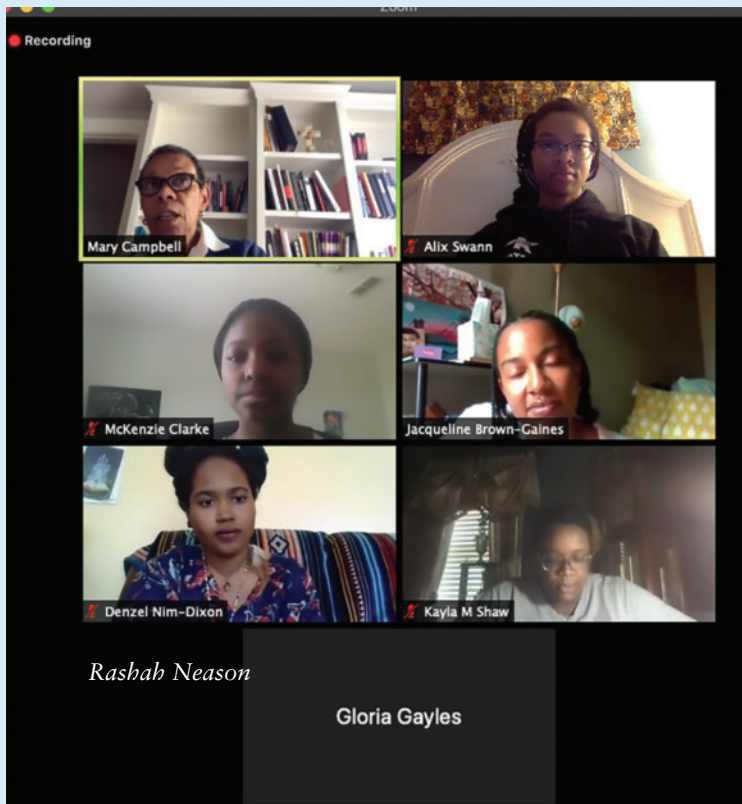 Zoom
Recording
Mary Campbell
Alix Swann
McKenzie Clarke
Jacqueline Brown-Gaines
Denzel Nim-Dixon
Kayla M Shaw
Rashah Neason
Gloria Gayles